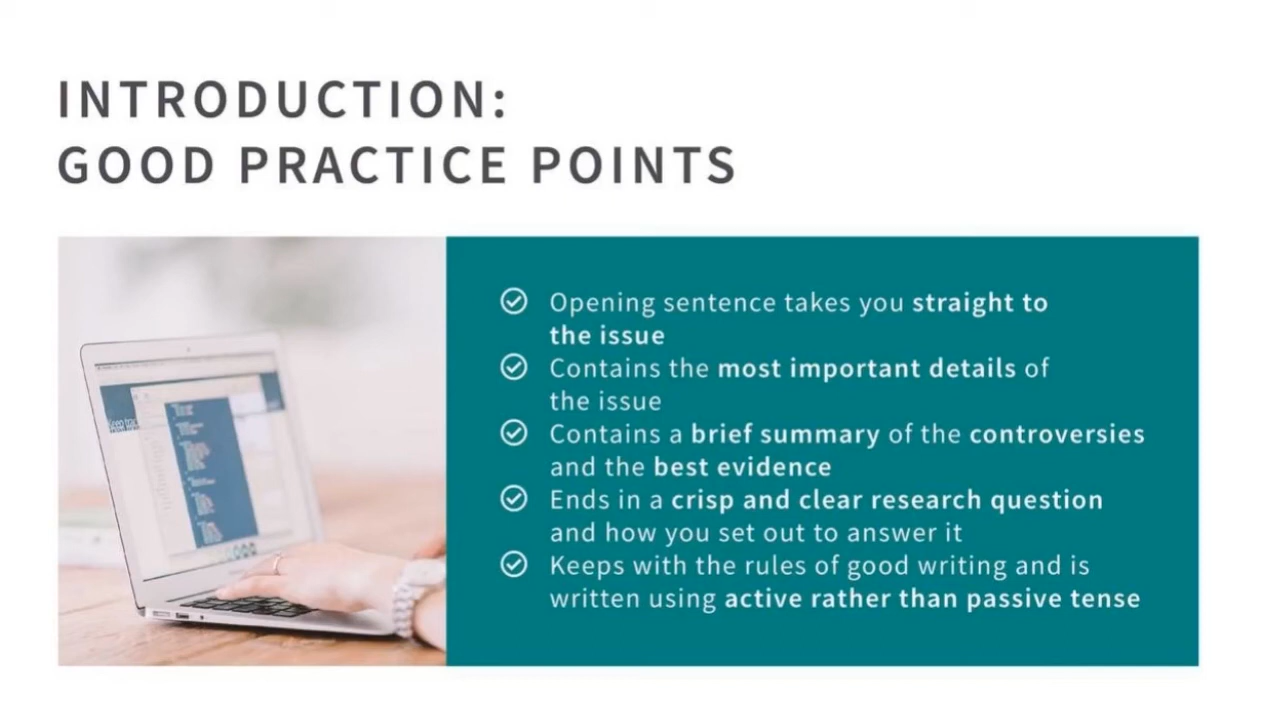 INTRODUCTION:
GOOD PRACTICE POINTS
Opening sentence takes you straight to
the issue
Contains the most important details of
the issue
Contains a brief summary of the controversies
and the best evidence
Ends in a crisp and clear research question
and how you set out to answer it
Keeps with the rules of good writing and is
written using active rather than passive tense